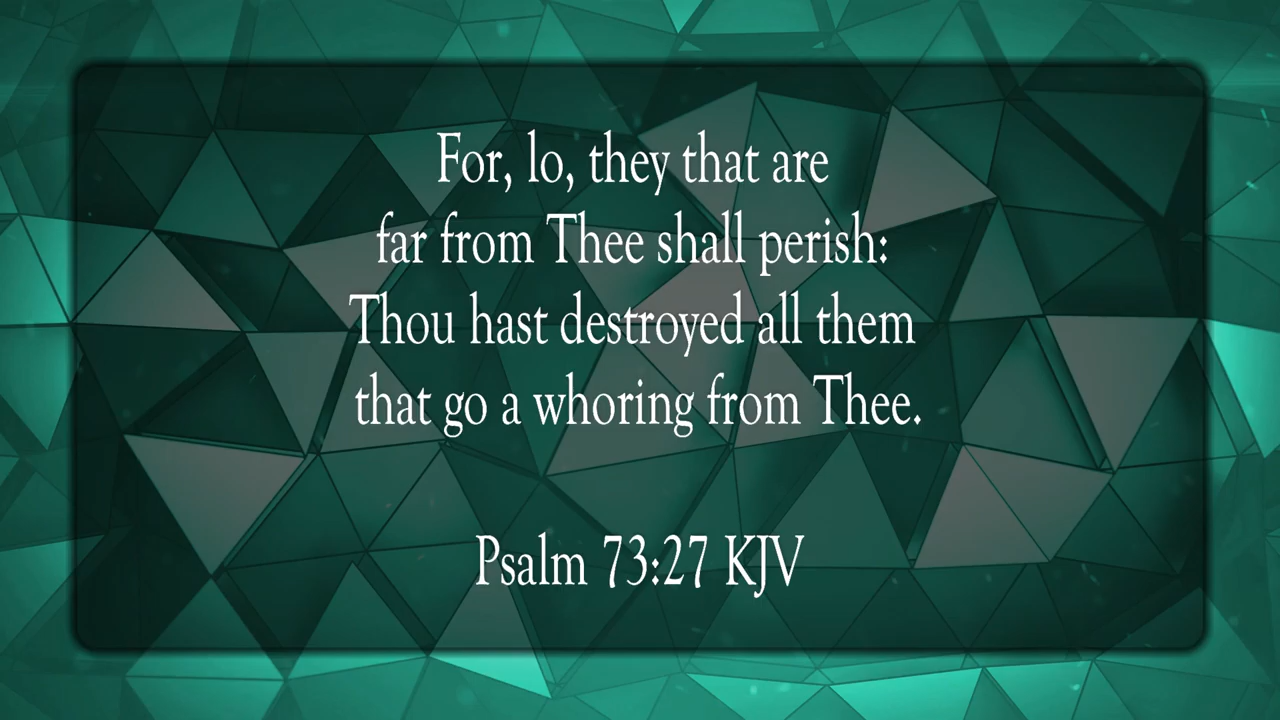 For, lo, they that are
far from Thee shall perish:
Thou hast destroyed all them
that go a whoring from Thee.
Psalm 73:27 KJV